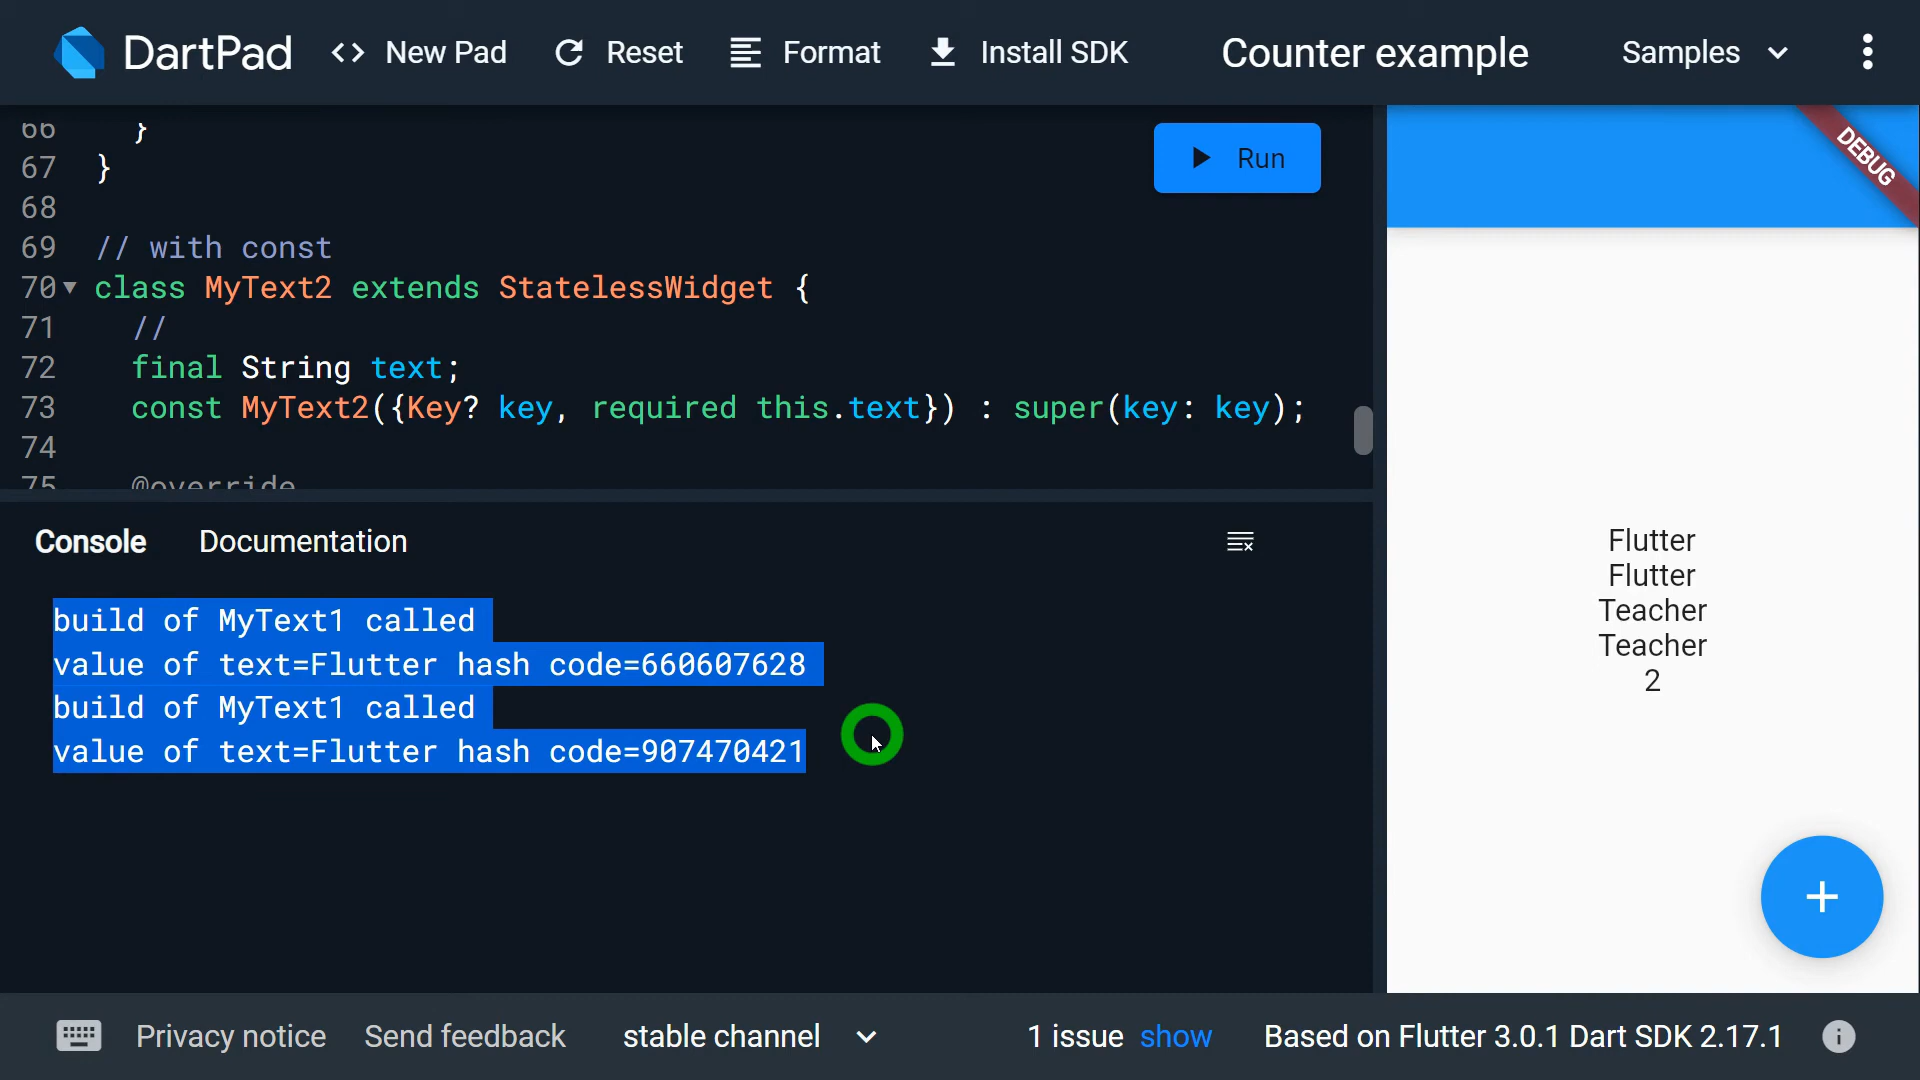 DartPad <> New Pad Reset Format Install SDK Counter example Samples
66 }
67 }
68
69 // with const
70 class MyText2 extends StatelessWidget {
71 //
72 final String text;
73 const MyText2({Key? key, required this.text}) : super(key: key);
74
75 @override
Run
DEBUG
Console Documentation
build of MyText1 called
value of text=Flutter hash code=660607628
build of MyText1 called
value of text=Flutter hash code=907470421
Flutter
Flutter
Teacher
Teacher
2
+
Privacy notice Send feedback stable channel 1 issue show Based on Flutter 3.0.1 Dart SDK 2.17.1